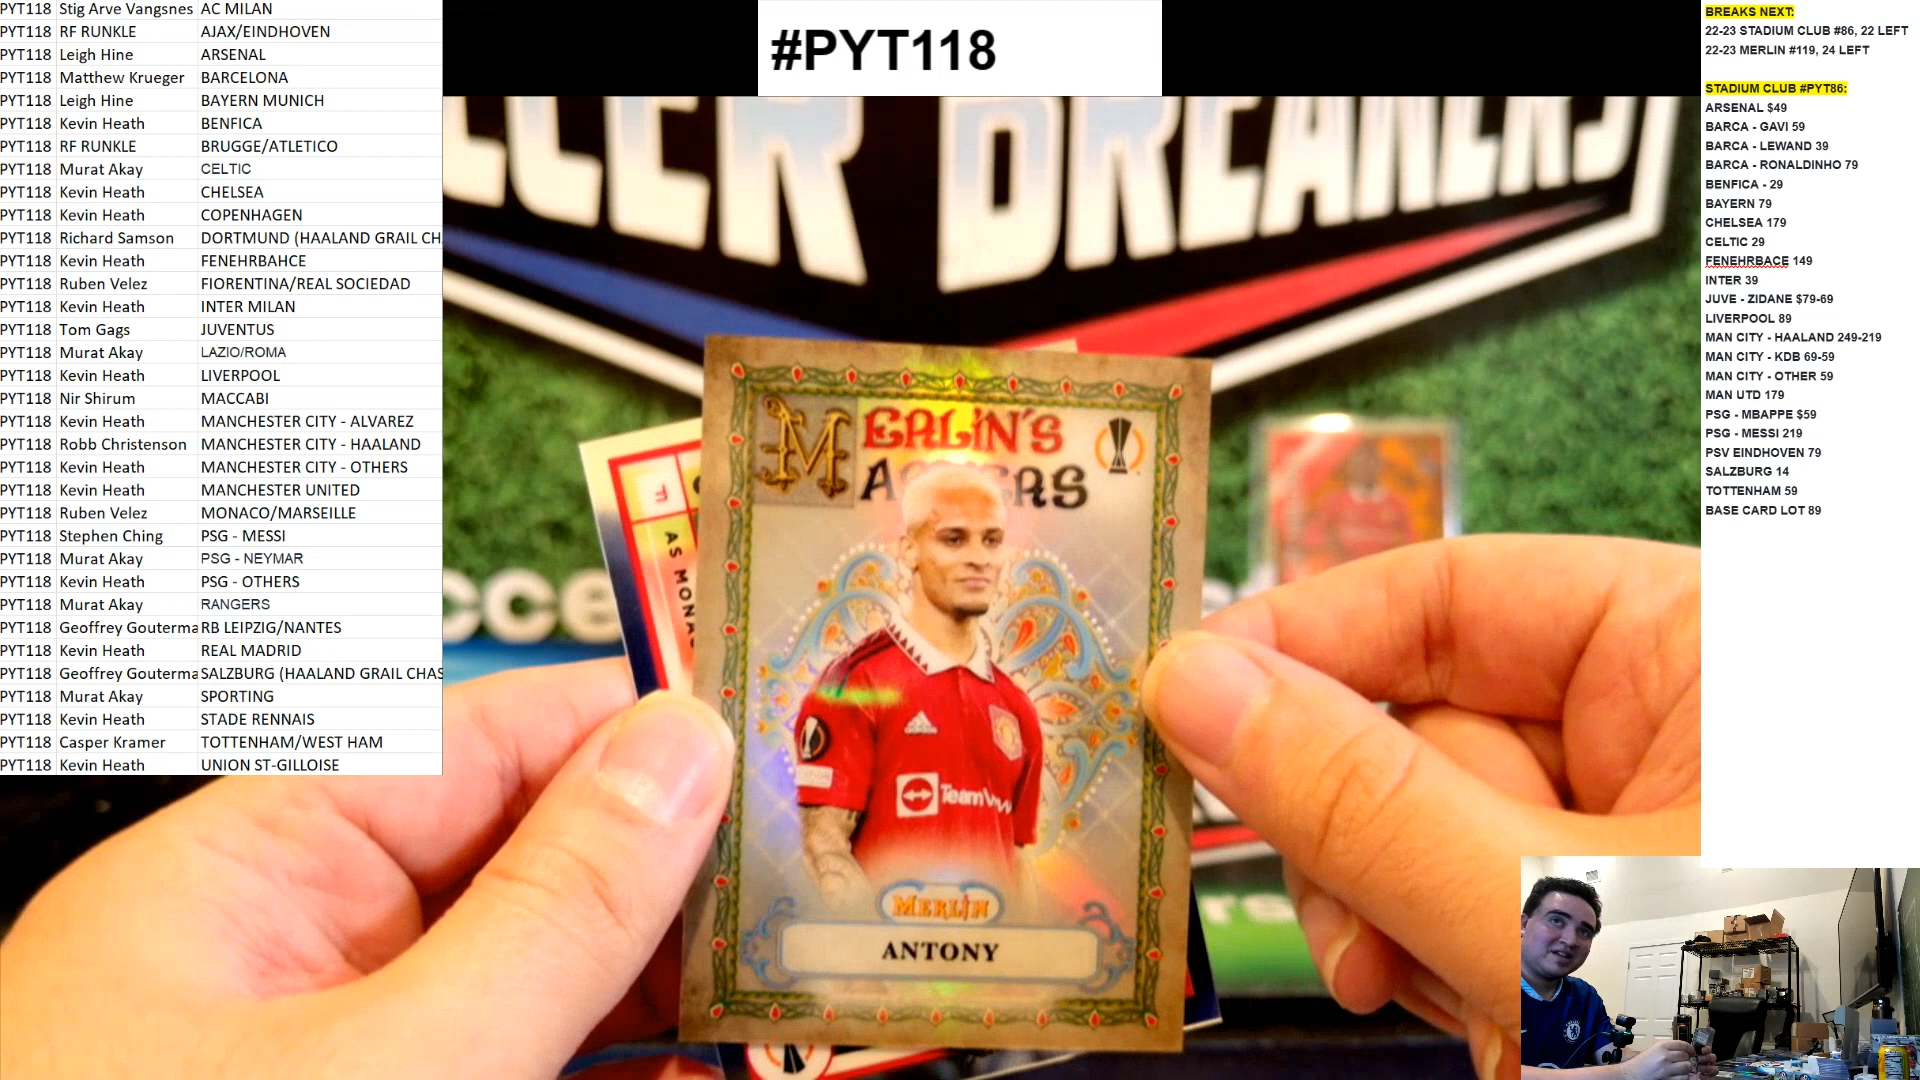 PYT118 Stig Arve Vangsnes AC MILAN
PYT118 RF RUNKLE AJAX/EINDHOVEN
PYT118 Leigh Hine ARSENAL
PYT118 Matthew Krueger BARCELONA
PYT118 Leigh Hine BAYERN MUNICH
PYT118 Kevin Heath BENFICA
PYT118 RF RUNKLE BRUGGE/ATLETICO
PYT118 Murat Akay CELTIC
PYT118 Kevin Heath CHELSEA
PYT118 Kevin Heath COPENHAGEN
PYT118 Richard Samson DORTMUND (HAALAND GRAIL CH
PYT118 Kevin Heath FENEHRBAHCE
PYT118 Ruben Velez FIORENTINA/REAL SOCIEDAD
PYT118 Kevin Heath INTER MILAN
PYT118 Tom Gags JUVENTUS
PYT118 Murat Akay LAZIO/ROMA
PYT118 Kevin Heath LIVERPOOL
PYT118 Nir Shirum MACCABI
PYT118 Kevin Heath MANCHESTER CITY - ALVAREZ
PYT118 Robb Christenson MANCHESTER CITY - HAALAND
PYT118 Kevin Heath MANCHESTER CITY - OTHERS
PYT118 Kevin Heath MANCHESTER UNITED
PYT118 Ruben Velez MONACO/MARSEILLE
PYT118 Stephen Ching PSG - MESSI
PYT118 Murat Akay PSG - NEYMAR
PYT118 Kevin Heath PSG - OTHERS
PYT118 Murat Akay RANGERS
PYT118 Geoffrey Gouterma RB LEIPZIG/NANTES
PYT118 Kevin Heath REAL MADRID
PYT118 Geoffrey Gouterma SALZBURG (HAALAND GRAIL CHAS
PYT118 Murat Akay SPORTING
PYT118 Kevin Heath STADE RENNAIS
PYT118 Casper Kramer TOTTENHAM/WEST HAM
PYT118 Kevin Heath UNION ST-GILLOISE
#PYT118
BREAKERS
M MERLIN'S
AS MONA
TeamV
MERLIN
ANTONY
BREAKS NEXT:
22-23 STADIUM CLUB #86, 22 LEFT
22-23 MERLIN #119, 24 LEFT
STADIUM CLUB #PYT86:
ARSENAL $49
BARCA - GAVI 59
BARCA - LEWAND 39
BARCA - RONALDINHO 79
BENFICA - 29
BAYERN 79
CHELSEA 179
CELTIC 29
FENEHRBACE 149
INTER 39
JUVE - ZIDANE $79-69
LIVERPOOL 89
MAN CITY - HAALAND 249-219
MAN CITY - KDB 69-59
MAN CITY - OTHER 59
MAN UTD 179
PSG - MBAPPE $59
PSG - MESSI 219
PSV EINDHOVEN 79
SALZBURG 14
TOTTENHAM 59
BASE CARD LOT 89